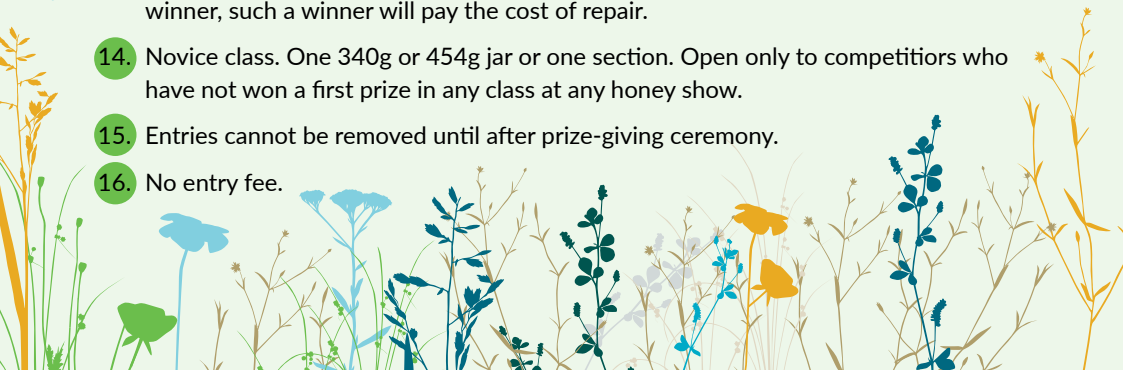 winner, such a winner will pay the cost of repair.
14. Novice class. One 340g or 454g jar or one section. Open only to competitiors who
have not won a first prize in any class at any honey show.
15. Entries cannot be removed until after prize-giving ceremony.
16. No entry fee.